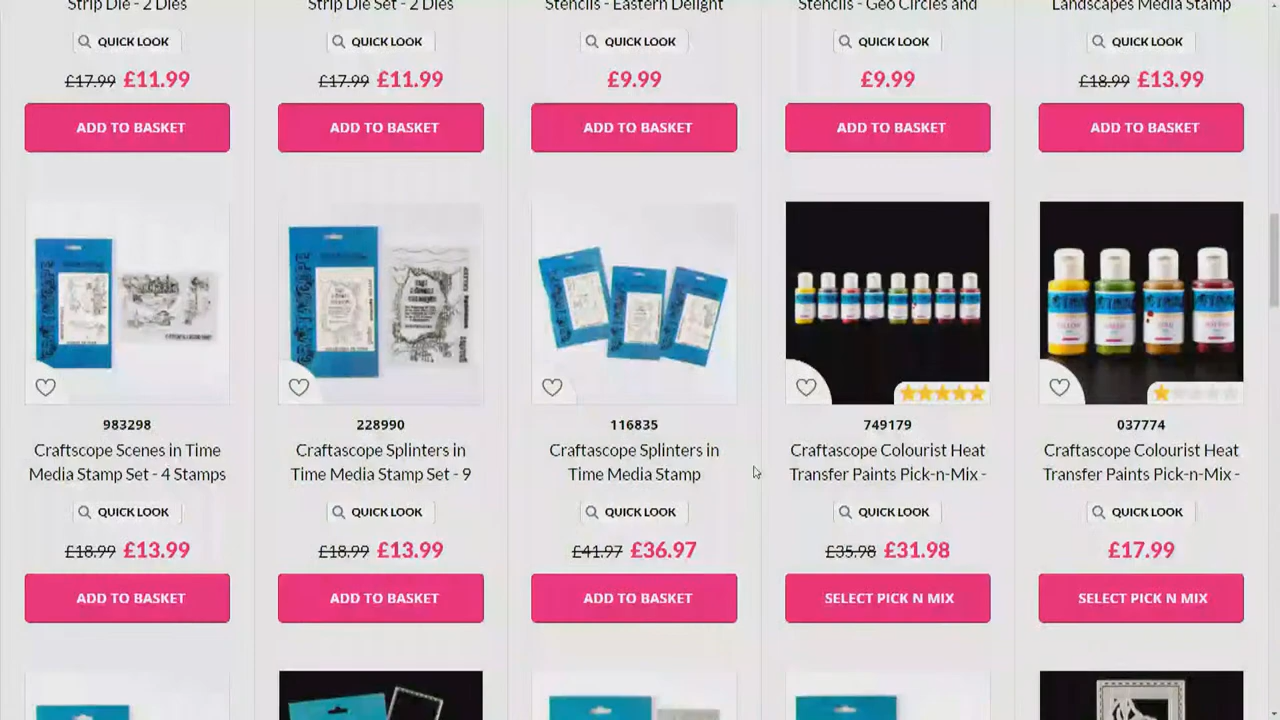 Strip Die - 2 Dies
Strip Die Set - 2 Dies
Stencils - Eastern Delight
Stencils - Geo Circles and
Landscapes Media Stamp
QUICK LOOK
QUICK LOOK
QUICK LOOK
QUICK LOOK
QUICK LOOK
£17.99 £11.99
£17.99 £11.99
£9.99
£9.99
£18.99 £13.99
ADD TO BASKET
ADD TO BASKET
ADD TO BASKET
ADD TO BASKET
ADD TO BASKET
983298
228990
116835
749179
037774
Craftscope Scenes in Time
Media Stamp Set - 4 Stamps
Craftscope Splinters in
Time Media Stamp Set - 9
Craftscope Splinters in
Time Media Stamp
Craftascope Colourist Heat
Transfer Paints Pick-n-Mix -
Craftascope Colourist Heat
Transfer Paints Pick-n-Mix -
QUICK LOOK
QUICK LOOK
QUICK LOOK
QUICK LOOK
QUICK LOOK
£18.99 £13.99
£18.99 £13.99
£41.97 £36.97
£35.98 £31.98
£17.99
ADD TO BASKET
ADD TO BASKET
ADD TO BASKET
SELECT PICK N MIX
SELECT PICK N MIX